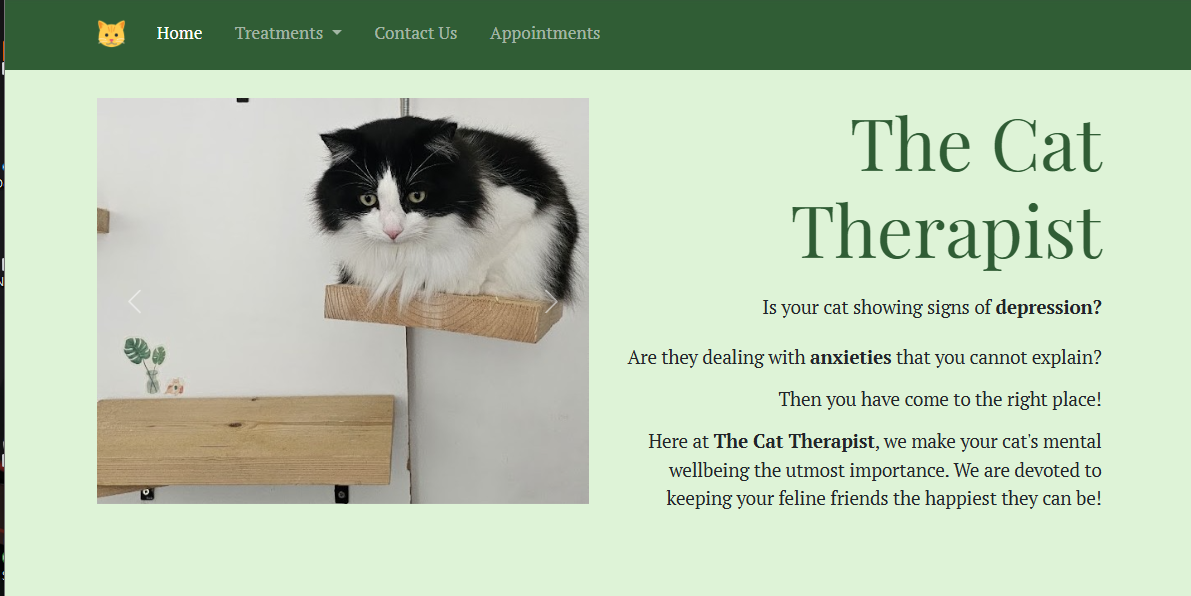 Home Treatments Contact Us Appointments
The Cat
Therapist
Is your cat showing signs of depression?
Are they dealing with anxieties that you cannot explain?
Then you have come to the right place!
Here at The Cat Therapist, we make your cat's mental
wellbeing the utmost importance. We are devoted to
keeping your feline friends the happiest they can be!